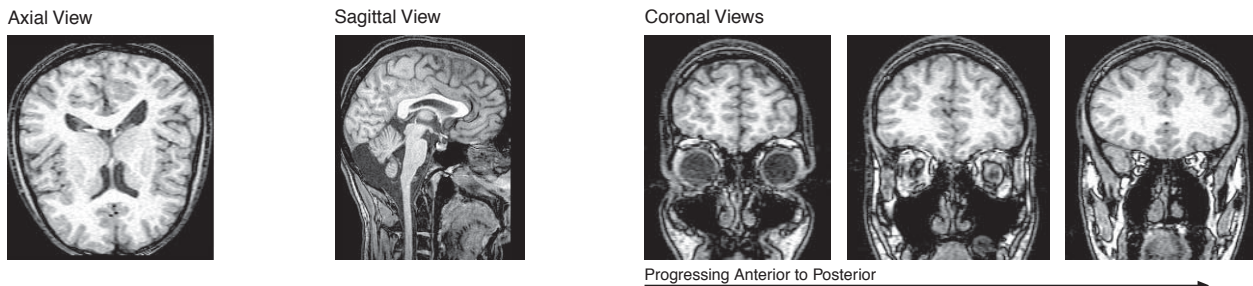 Axial View
Sagittal View
Coronal Views
Progressing Anterior to Posterior